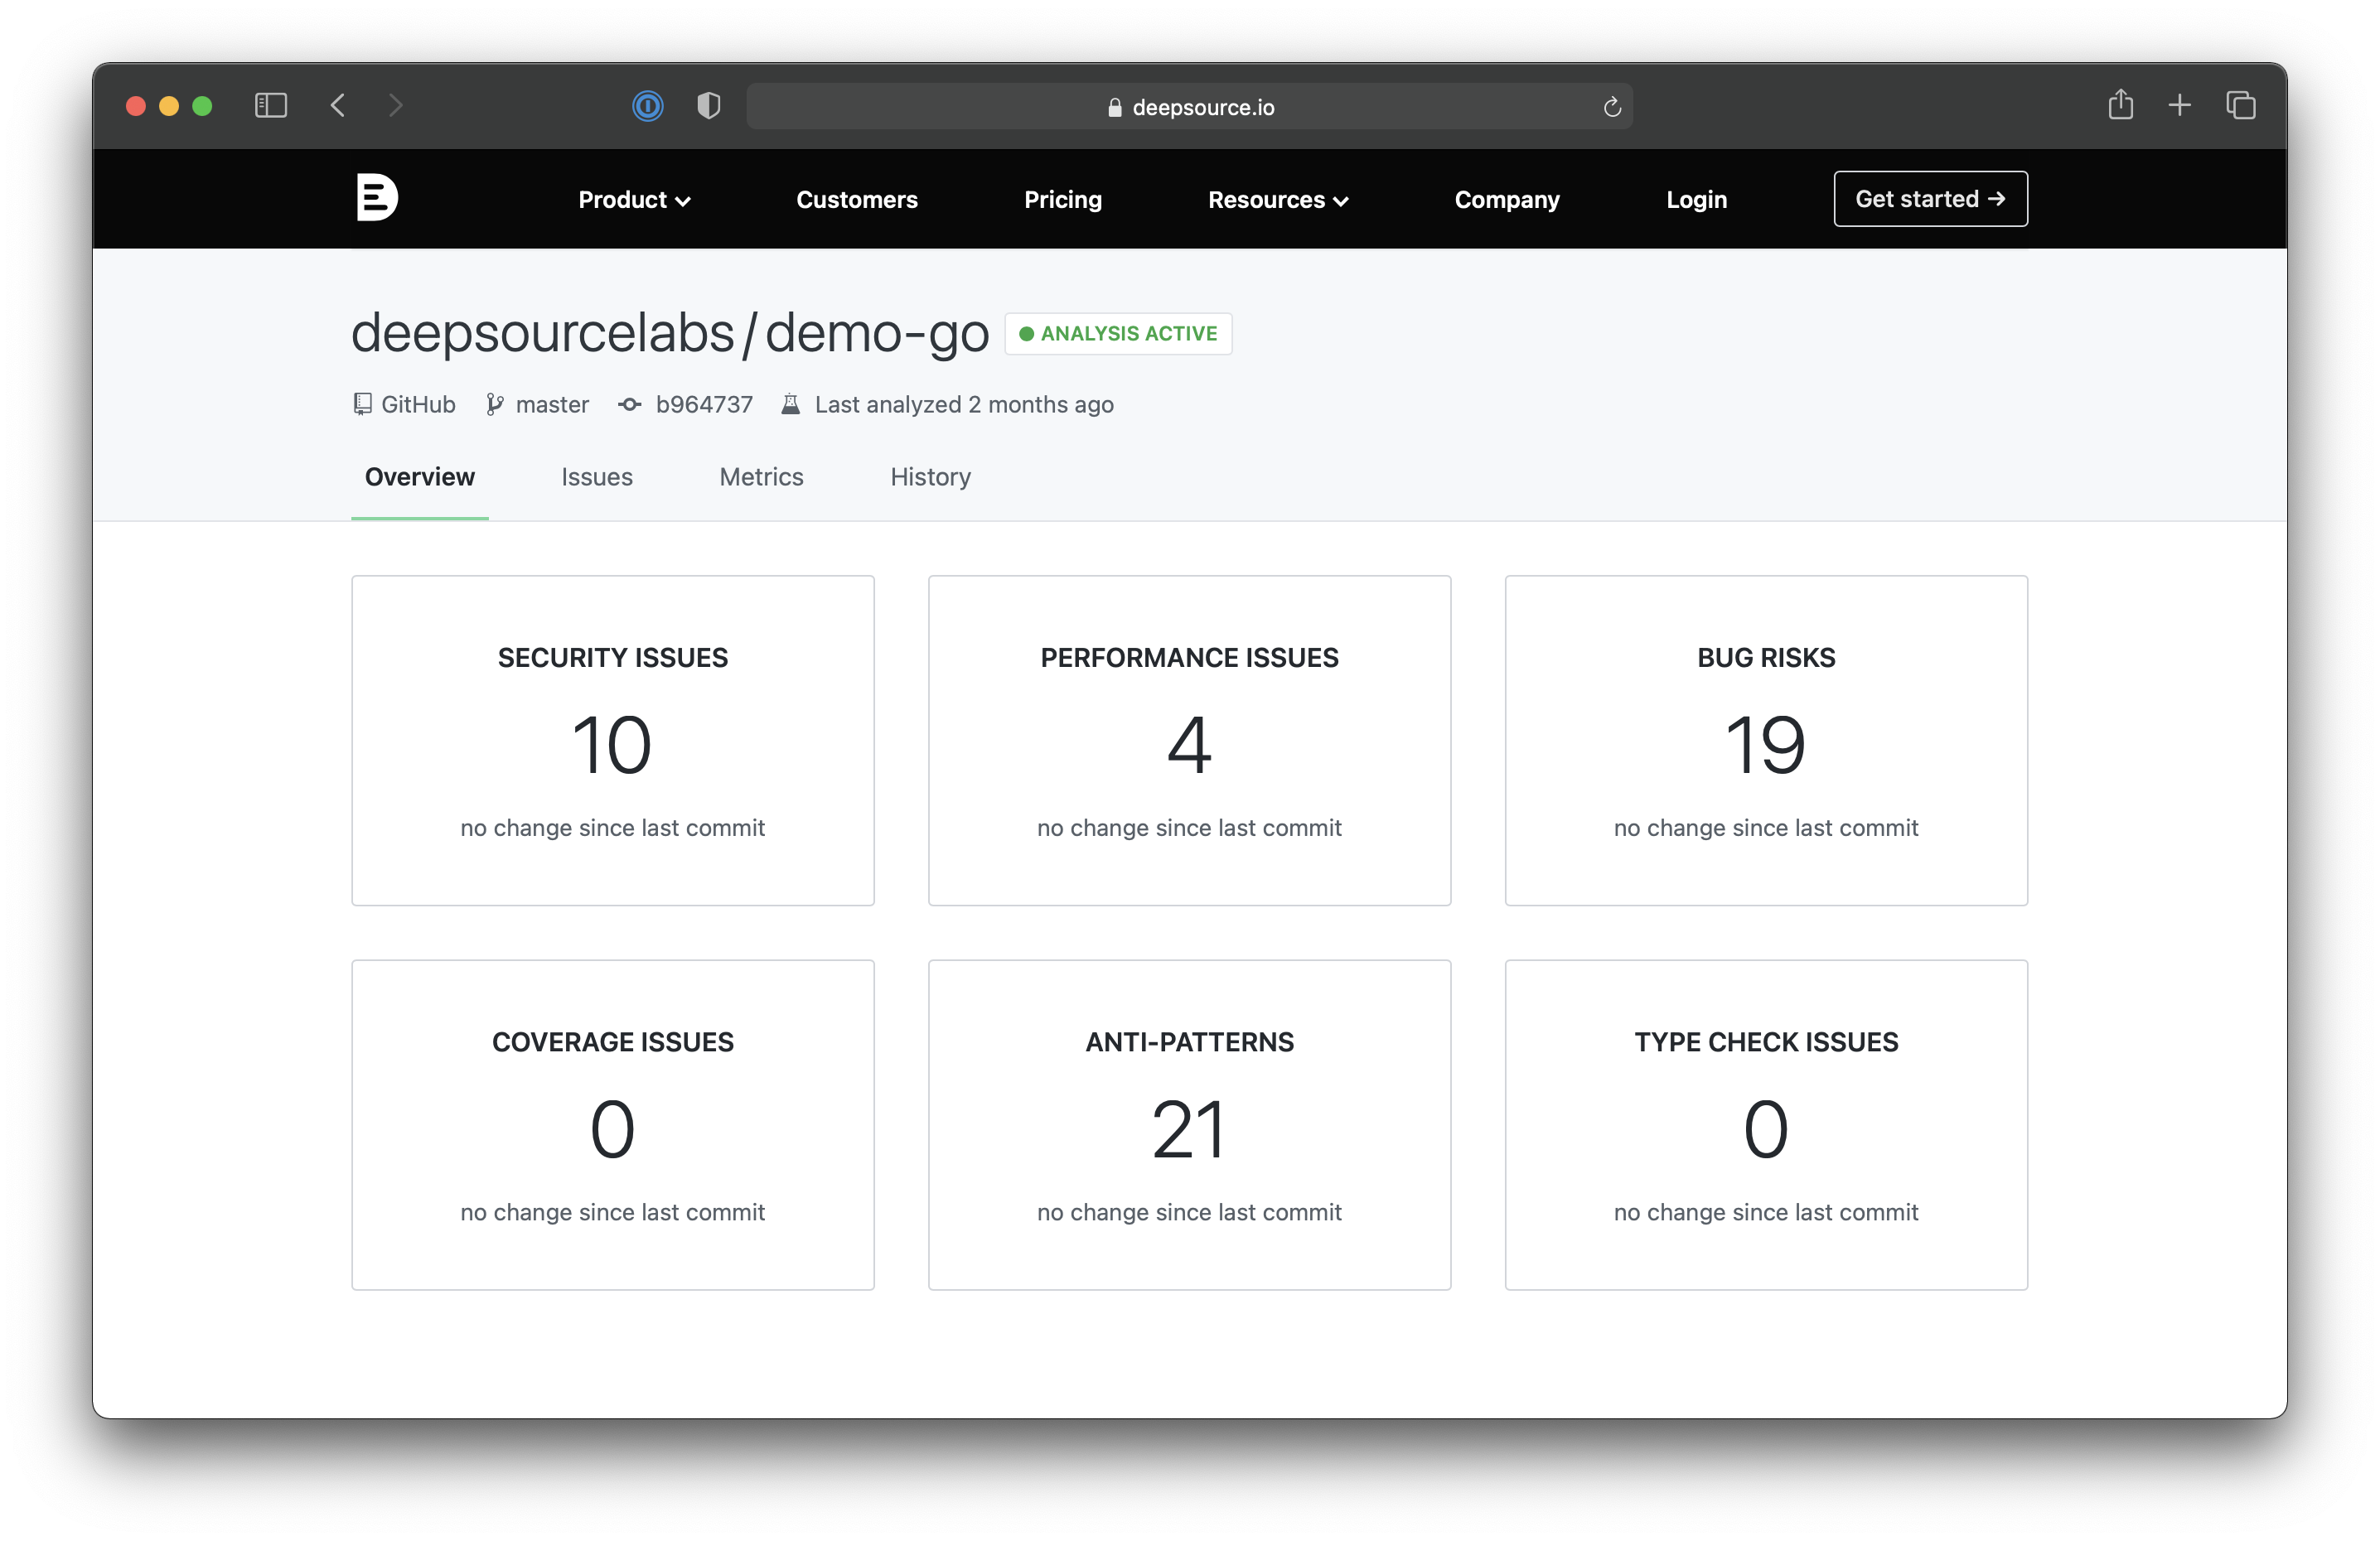 deepsource.io
Product Customers Pricing Resources Company Login Get started →
deepsourcelabs/demo-go ANALYSIS ACTIVE
GitHub master b964737 Last analyzed 2 months ago
Overview Issues Metrics History
SECURITY ISSUES
10
no change since last commit
PERFORMANCE ISSUES
4
no change since last commit
BUG RISKS
19
no change since last commit
COVERAGE ISSUES
0
no change since last commit
ANTI-PATTERNS
21
no change since last commit
TYPE CHECK ISSUES
0
no change since last commit